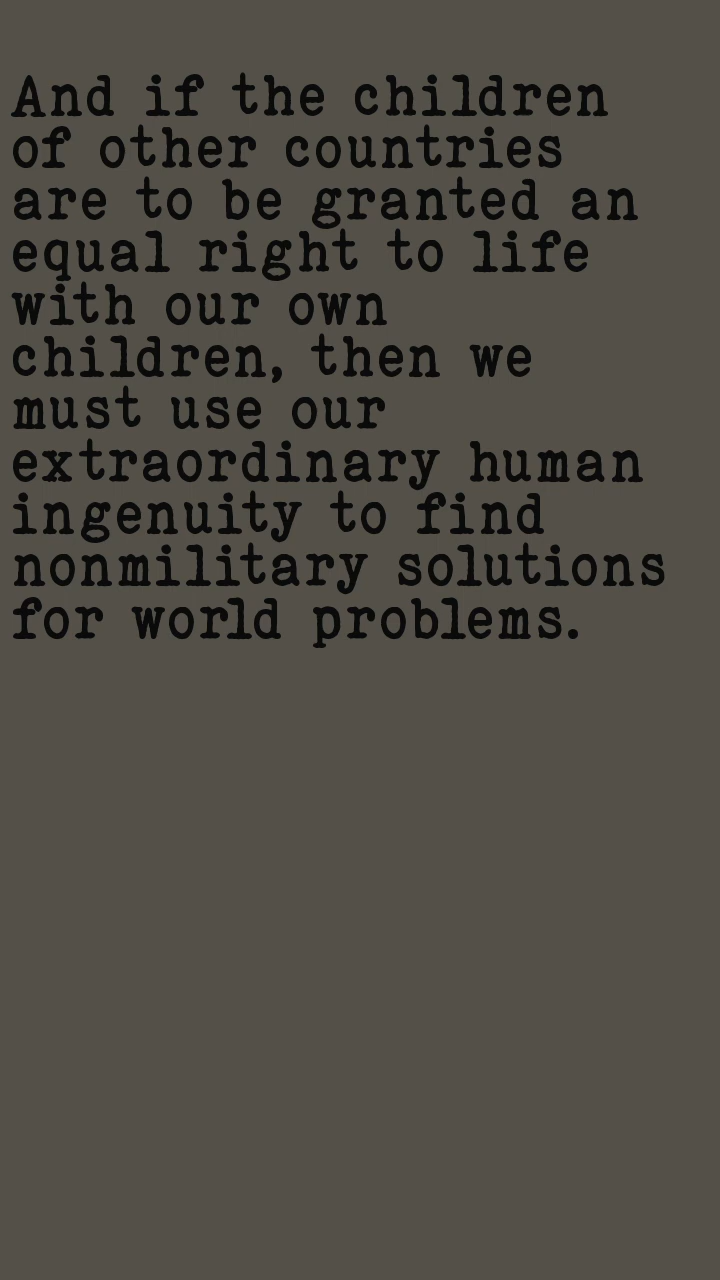 And if the children
of other countries
are to be granted an
equal right to life
with our own
children, then we
must use our
extraordinary human
ingenuity to find
nonmilitary solutions
for world problems.